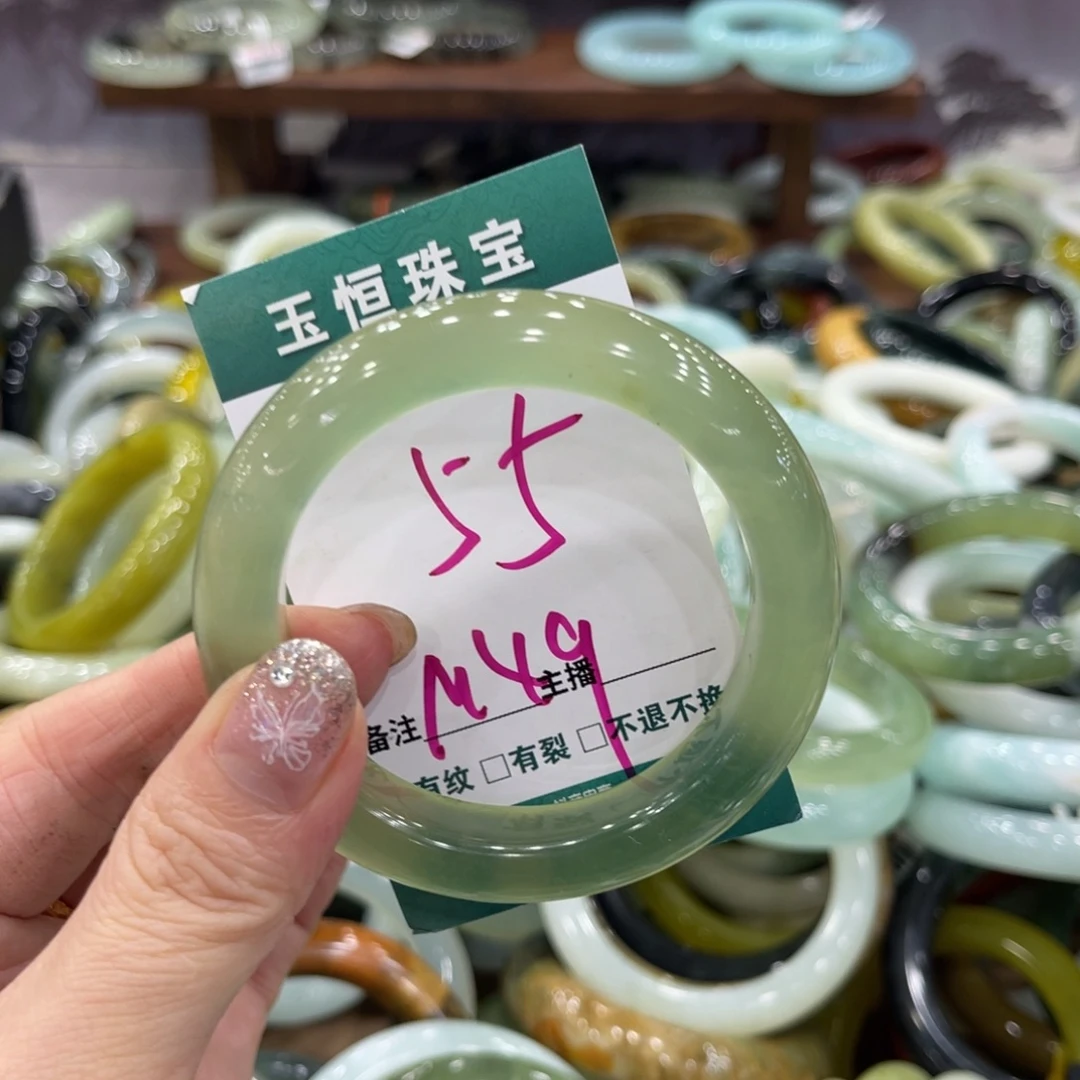 玉恒珠宝
55
M49
主播
备注
有纹 □有裂 □不退不换